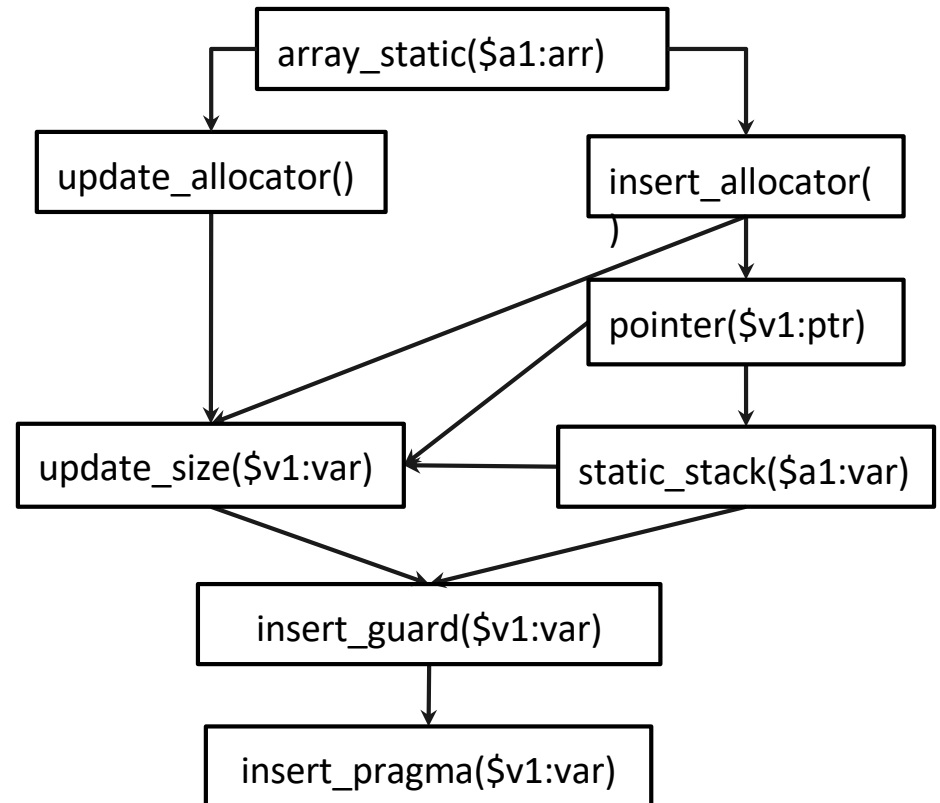 array_static($a1:arr)
update_allocator()
insert_allocator(
)
pointer($v1:ptr)
update_size($v1:var)
static_stack($a1:var)
insert_guard($v1:var)
insert_pragma($v1:var)